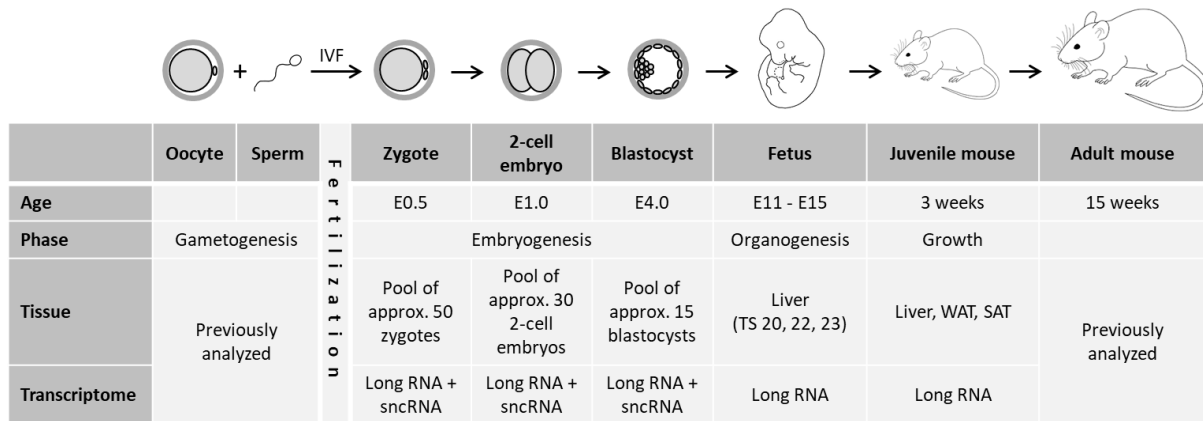 IVF
+
Oocyte Sperm Fertilization Zygote 2-cell embryo Blastocyst Fetus Juvenile mouse Adult mouse
Age E0.5 E1.0 E4.0 E11 - E15 3 weeks 15 weeks
Phase Gametogenesis Embryogenesis Organogenesis Growth
Tissue
Previously
analyzed
Pool of
approx. 50
zygotes
Pool of
approx. 30
2-cell
embryos
Pool of
approx. 15
blastocysts
Liver
(TS 20, 22, 23)
Liver, WAT, SAT
Previously
analyzed
Transcriptome
Long RNA +
sncRNA
Long RNA +
sncRNA
Long RNA +
sncRNA
Long RNA
Long RNA